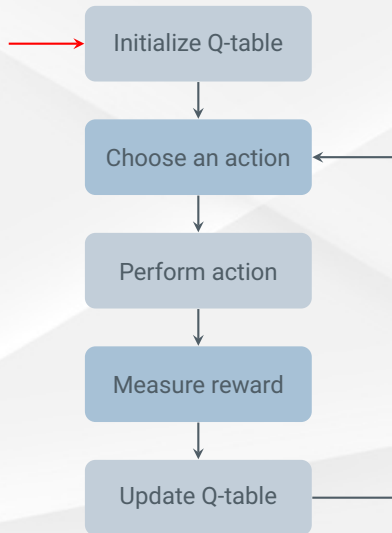 Initialize Q-table
Choose an action
Perform action
Measure reward
Update Q-table